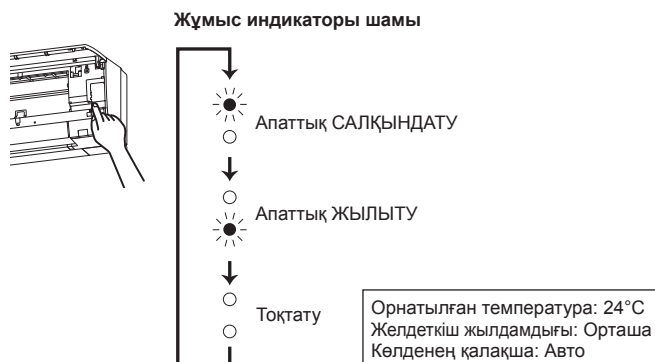 Жұмыс индикаторы шамы
Апаттық САЛҚЫНДАТУ
Апаттық ЖЫЛЫТУ
Тоқтату
Орнатылған температура: 24°C
Желдеткіш жылдамдығы: Орташа
Көлденең қалақша: Авто